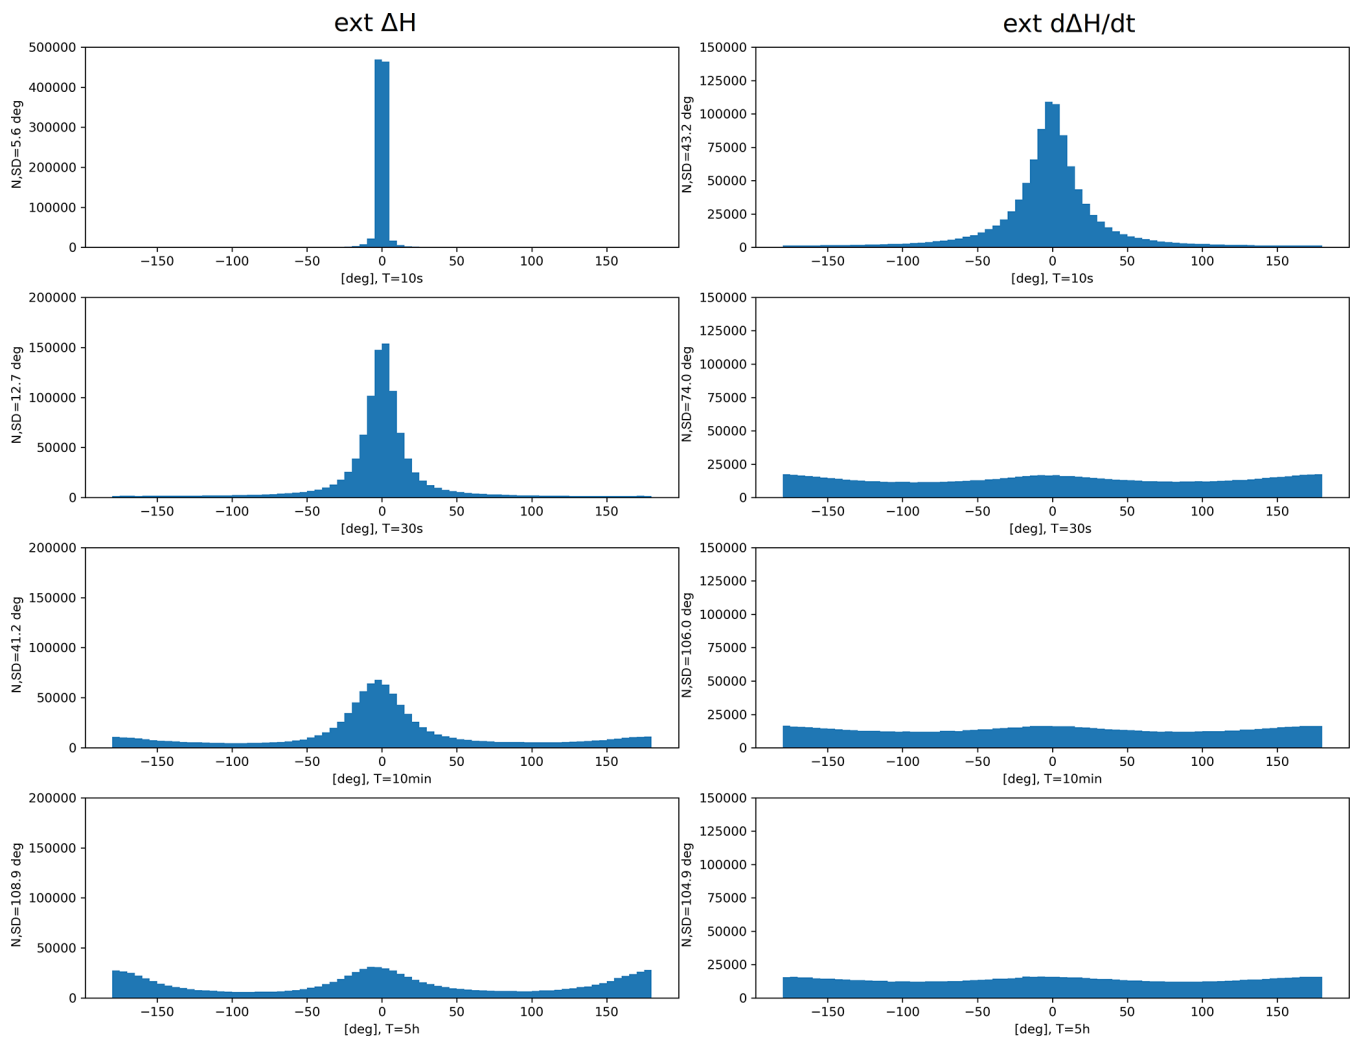 ext ΔH
ext dΔH/dt
500000
400000
300000
200000
100000
0
N,SD=5.6 deg
−150 −100 −50 0 50 100 150
[deg], T=10s
150000
125000
100000
75000
50000
25000
0
N,SD=43.2 deg
−150 −100 −50 0 50 100 150
[deg], T=10s
200000
150000
100000
50000
0
N,SD=12.7 deg
−150 −100 −50 0 50 100 150
[deg], T=30s
150000
125000
100000
75000
50000
25000
0
N,SD=74.0 deg
−150 −100 −50 0 50 100 150
[deg], T=30s
200000
150000
100000
50000
0
N,SD=41.2 deg
−150 −100 −50 0 50 100 150
[deg], T=10min
150000
125000
100000
75000
50000
25000
0
N,SD=106.0 deg
−150 −100 −50 0 50 100 150
[deg], T=10min
200000
150000
100000
50000
0
N,SD=108.9 deg
−150 −100 −50 0 50 100 150
[deg], T=5h
150000
125000
100000
75000
50000
25000
0
N,SD=104.9 deg
−150 −100 −50 0 50 100 150
[deg], T=5h